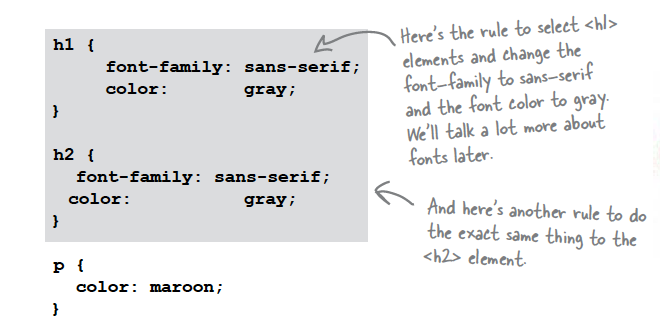 h1 {
font-family: sans-serif;
color: gray;
}
h2 {
font-family: sans-serif;
color: gray;
}
p {
color: maroon;
}
Here's the rule to select <h1>
elements and change the
font-family to sans-serif
and the font color to gray.
We'll talk a lot more about
fonts later.
And here's another rule to do
the exact same thing to the
<h2> element.